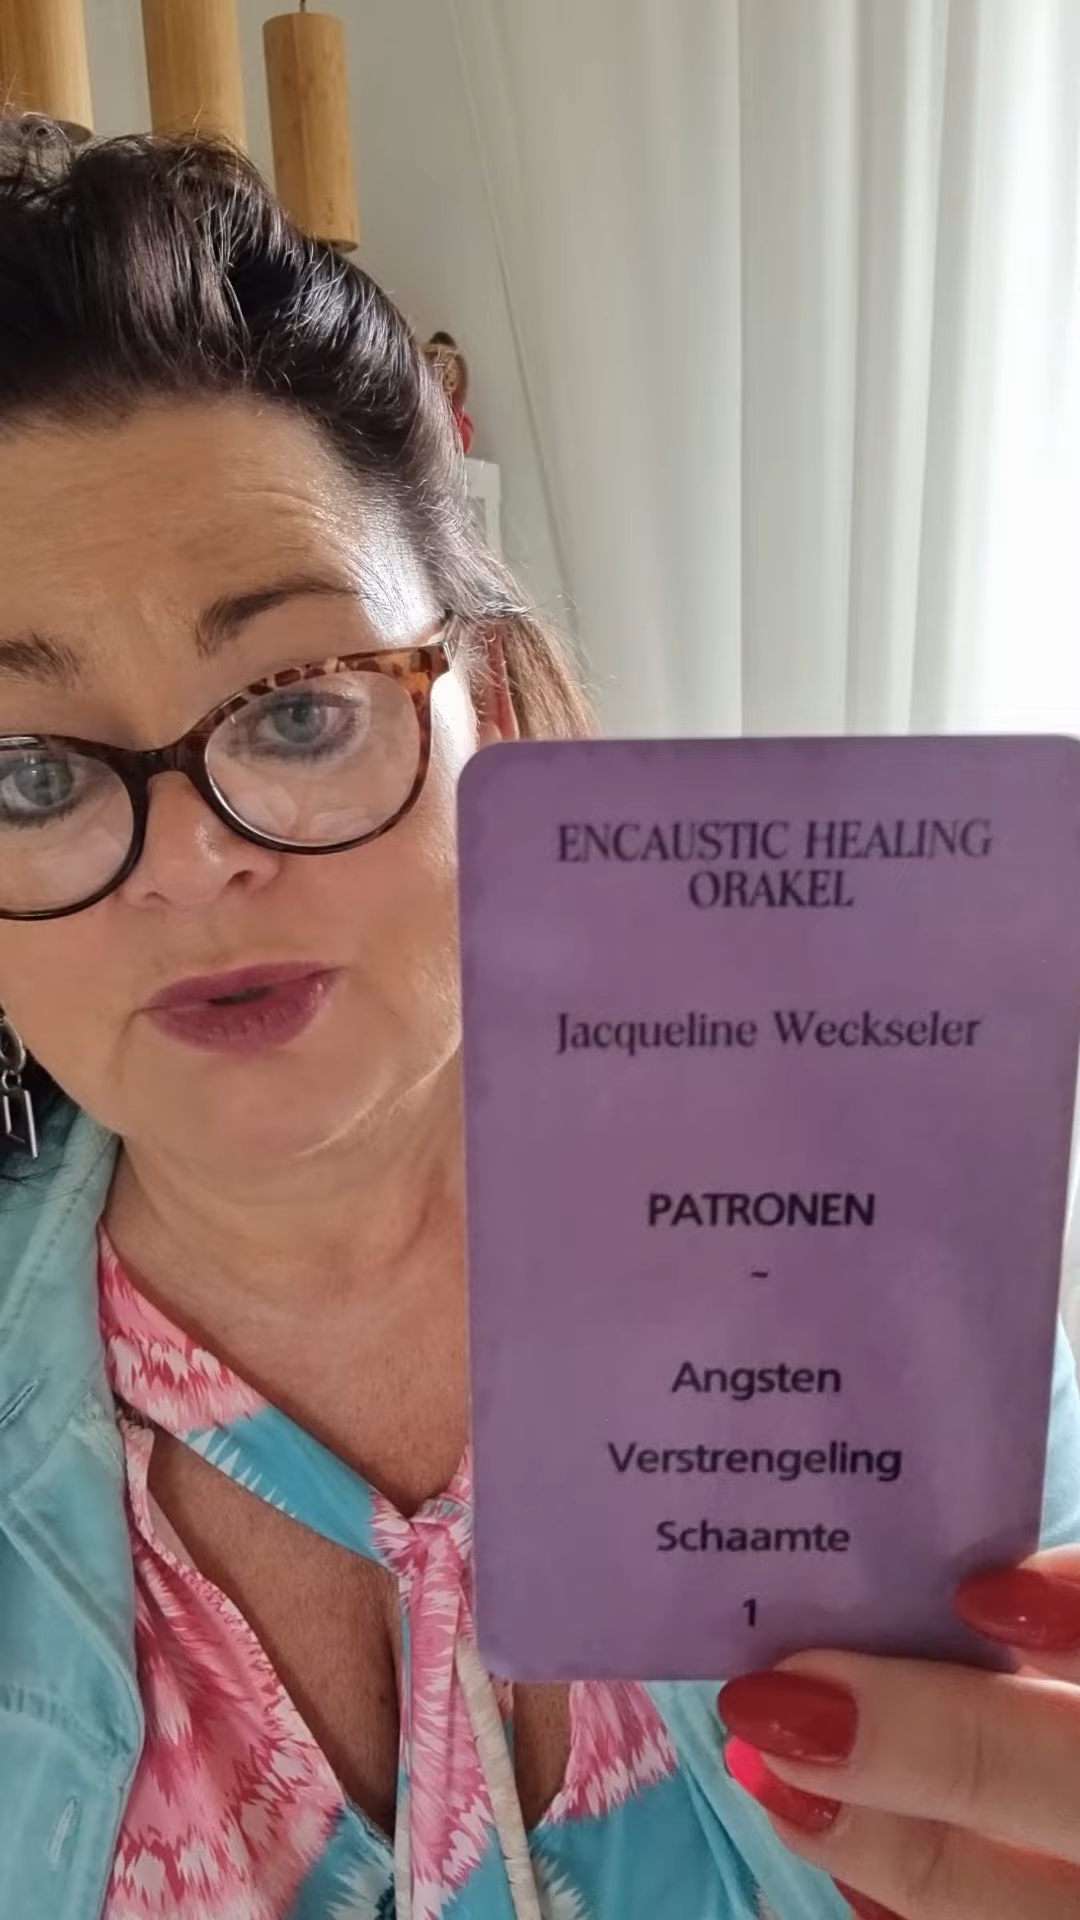 ENCAUSTIC HEALING
ORAKEL
Jacqueline Weckseler
PATRONEN
~
Angsten
Verstrengeling
Schaamte
1